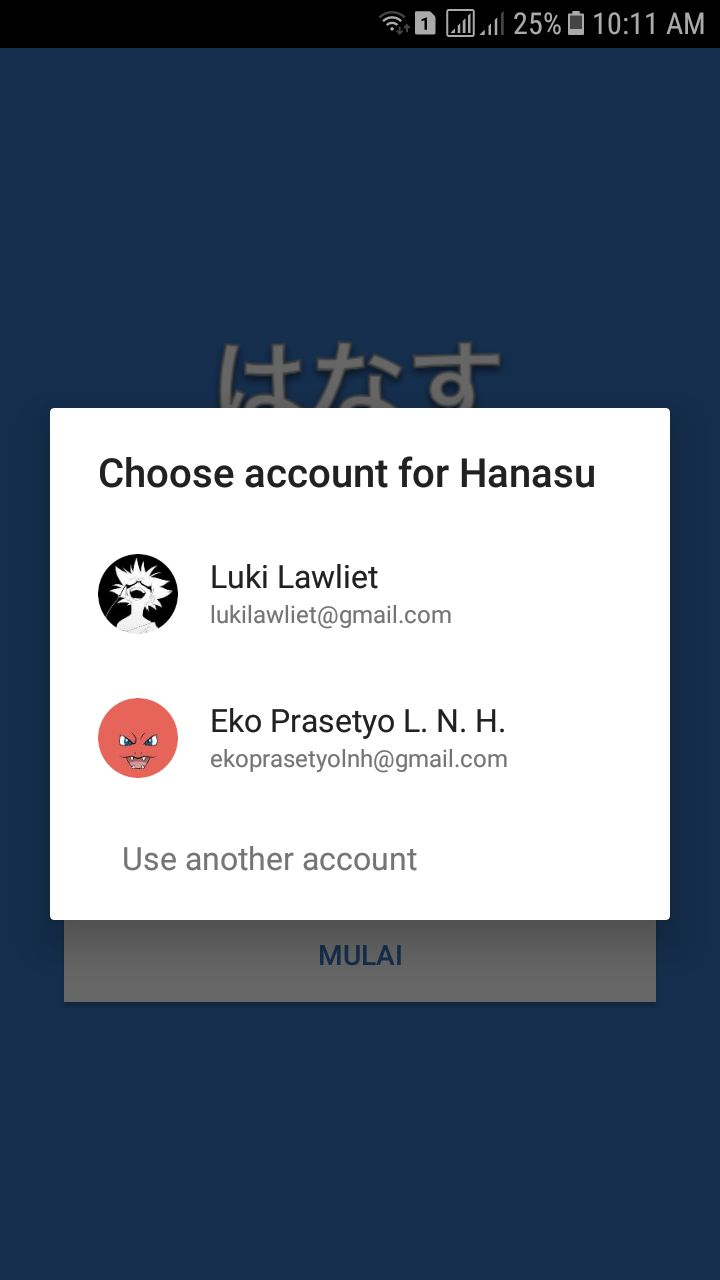 1 25% 10:11 AM
はなす
Choose account for Hanasu
Luki Lawliet
lukilawliet@gmail.com
Eko Prasetyo L. N. H.
ekoprasetyolnh@gmail.com
Use another account
MULAI